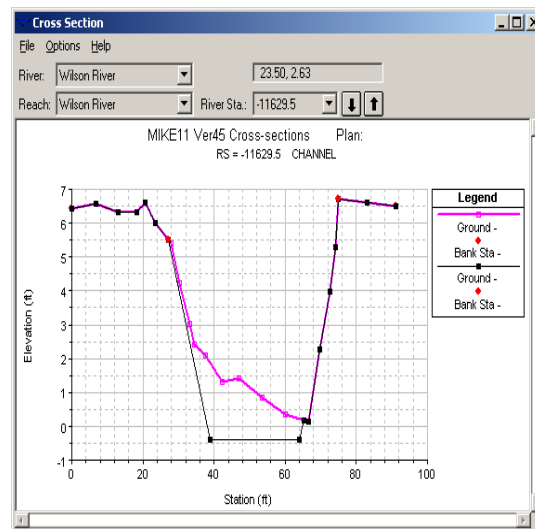 Cross Section
File Options Help
River: Wilson River 23.50, 2.63
Reach: Wilson River River Sta.: -11629.5
MIKE11 Ver45 Cross-sections Plan:
RS = -11629.5 CHANNEL
Elevation (ft)
7
6
5
4
3
2
1
0
-1
0 20 40 60 80 100
Station (ft)
Legend
Ground -
Bank Sta -
Ground -
Bank Sta -